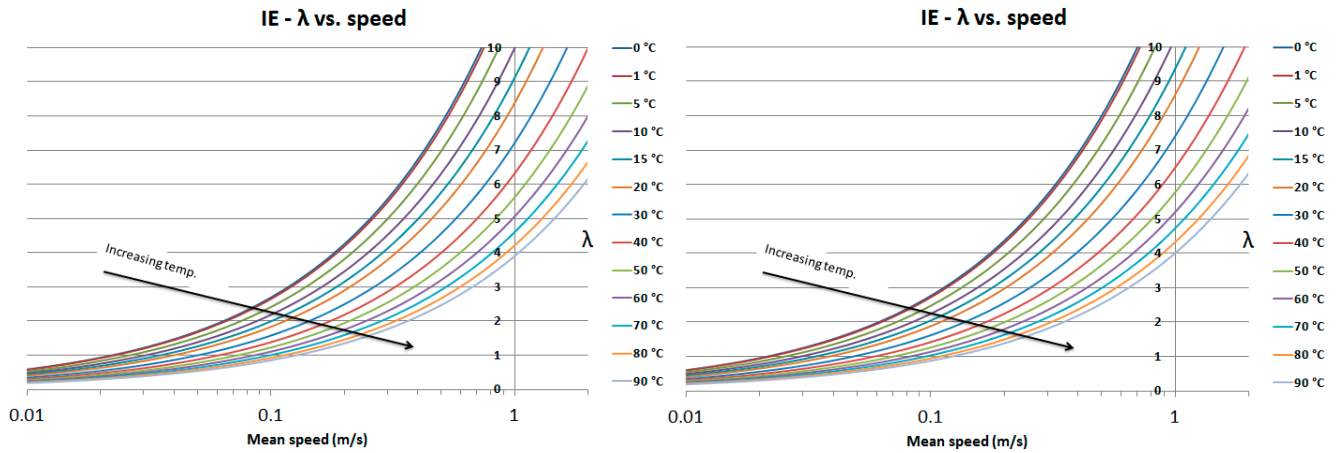 IE - λ vs. speed
10
9
8
7
6
5
4
3
2
1
0
λ
Increasing temp.
0.01
0.1
1
Mean speed (m/s)
0 °C
1 °C
5 °C
10 °C
15 °C
20 °C
30 °C
40 °C
50 °C
60 °C
70 °C
80 °C
90 °C
IE - λ vs. speed
10
9
8
7
6
5
4
3
2
1
0
λ
Increasing temp.
0.01
0.1
1
Mean speed (m/s)
0 °C
1 °C
5 °C
10 °C
15 °C
20 °C
30 °C
40 °C
50 °C
60 °C
70 °C
80 °C
90 °C